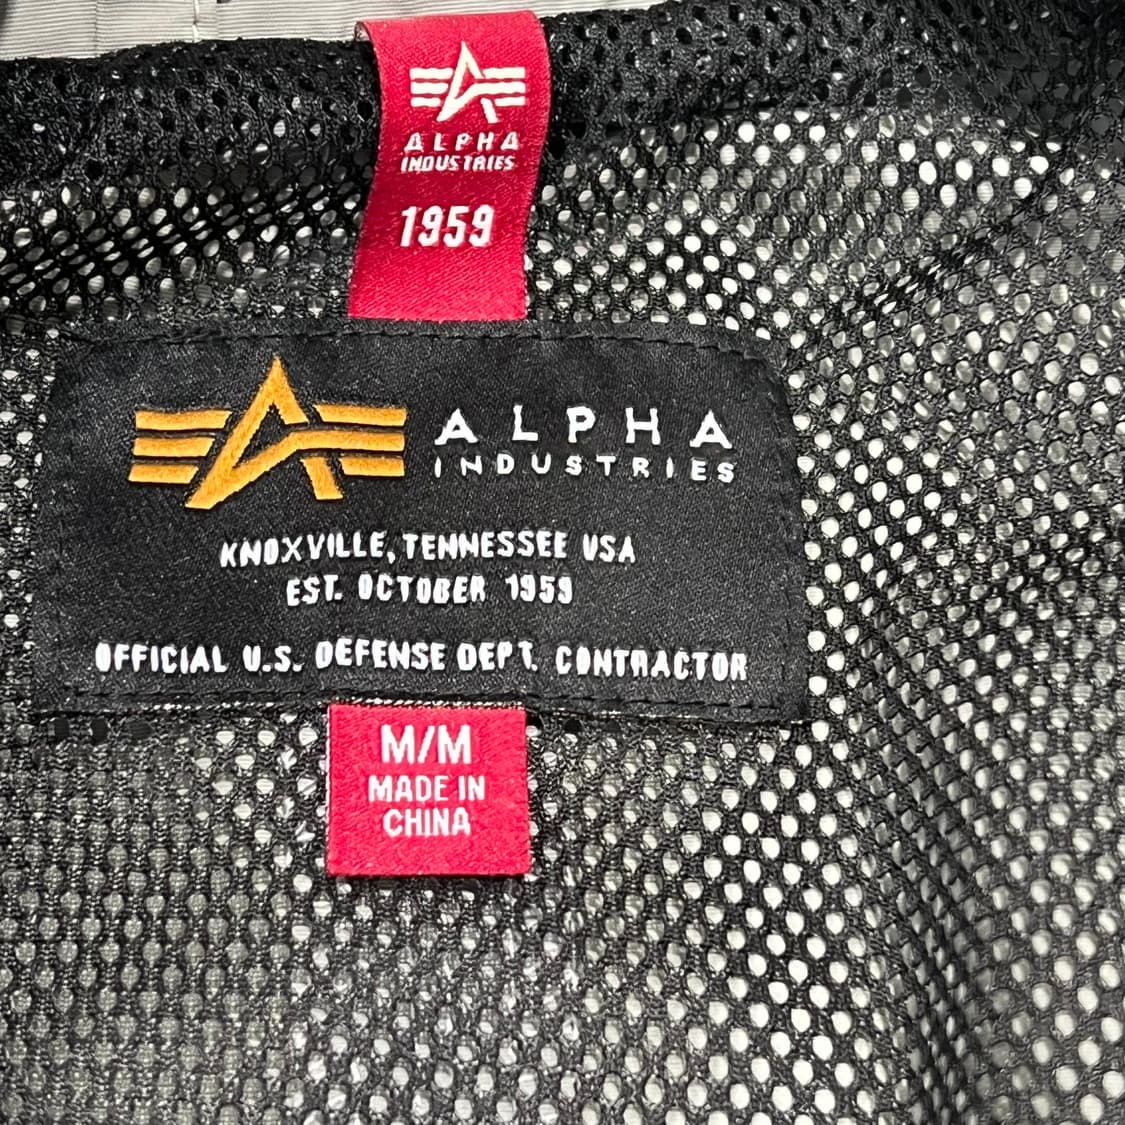 ALPHA
INDUSTRIES
1959
ALPHA
INDUSTRIES
KNOXVILLE, TENNESSEE USA
EST. OCTOBER 1959
OFFICIAL U.S. DEFENSE DEPT. CONTRACTOR
M/M
MADE IN
CHINA